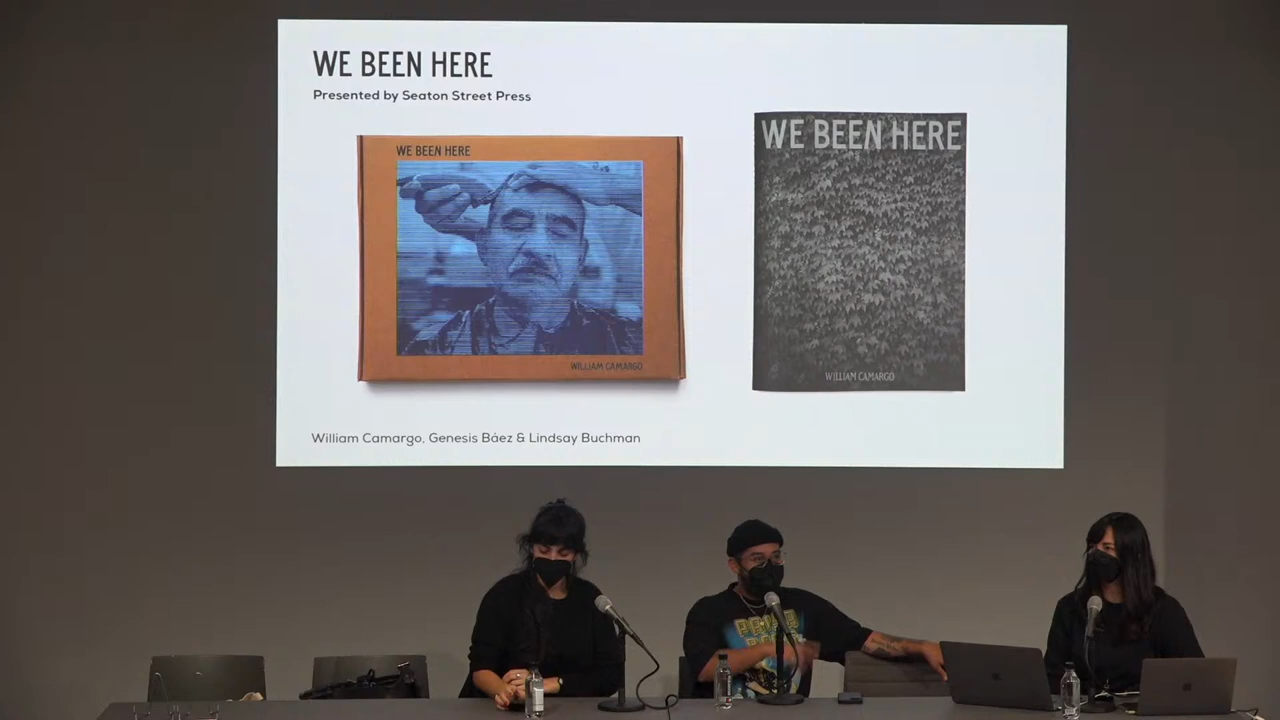 WE BEEN HERE
Presented by Seaton Street Press
WE BEEN HERE
WILLIAM CAMARGO
WE BEEN HERE
WILLIAM CAMARGO
William Camargo, Genesis Báez & Lindsay Buchman